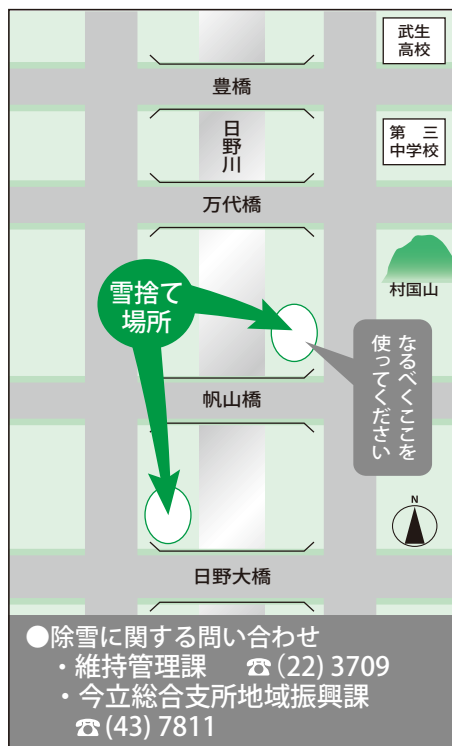 武生
高校
豊橋
日野川
第　三
中学校
万代橋
村国山
雪捨て
場所
なるべくここを
使ってください
帆山橋
N
日野大橋
●除雪に関する問い合わせ
・維持管理課　☎(22) 3709
・今立総合支所地域振興課
☎(43) 7811